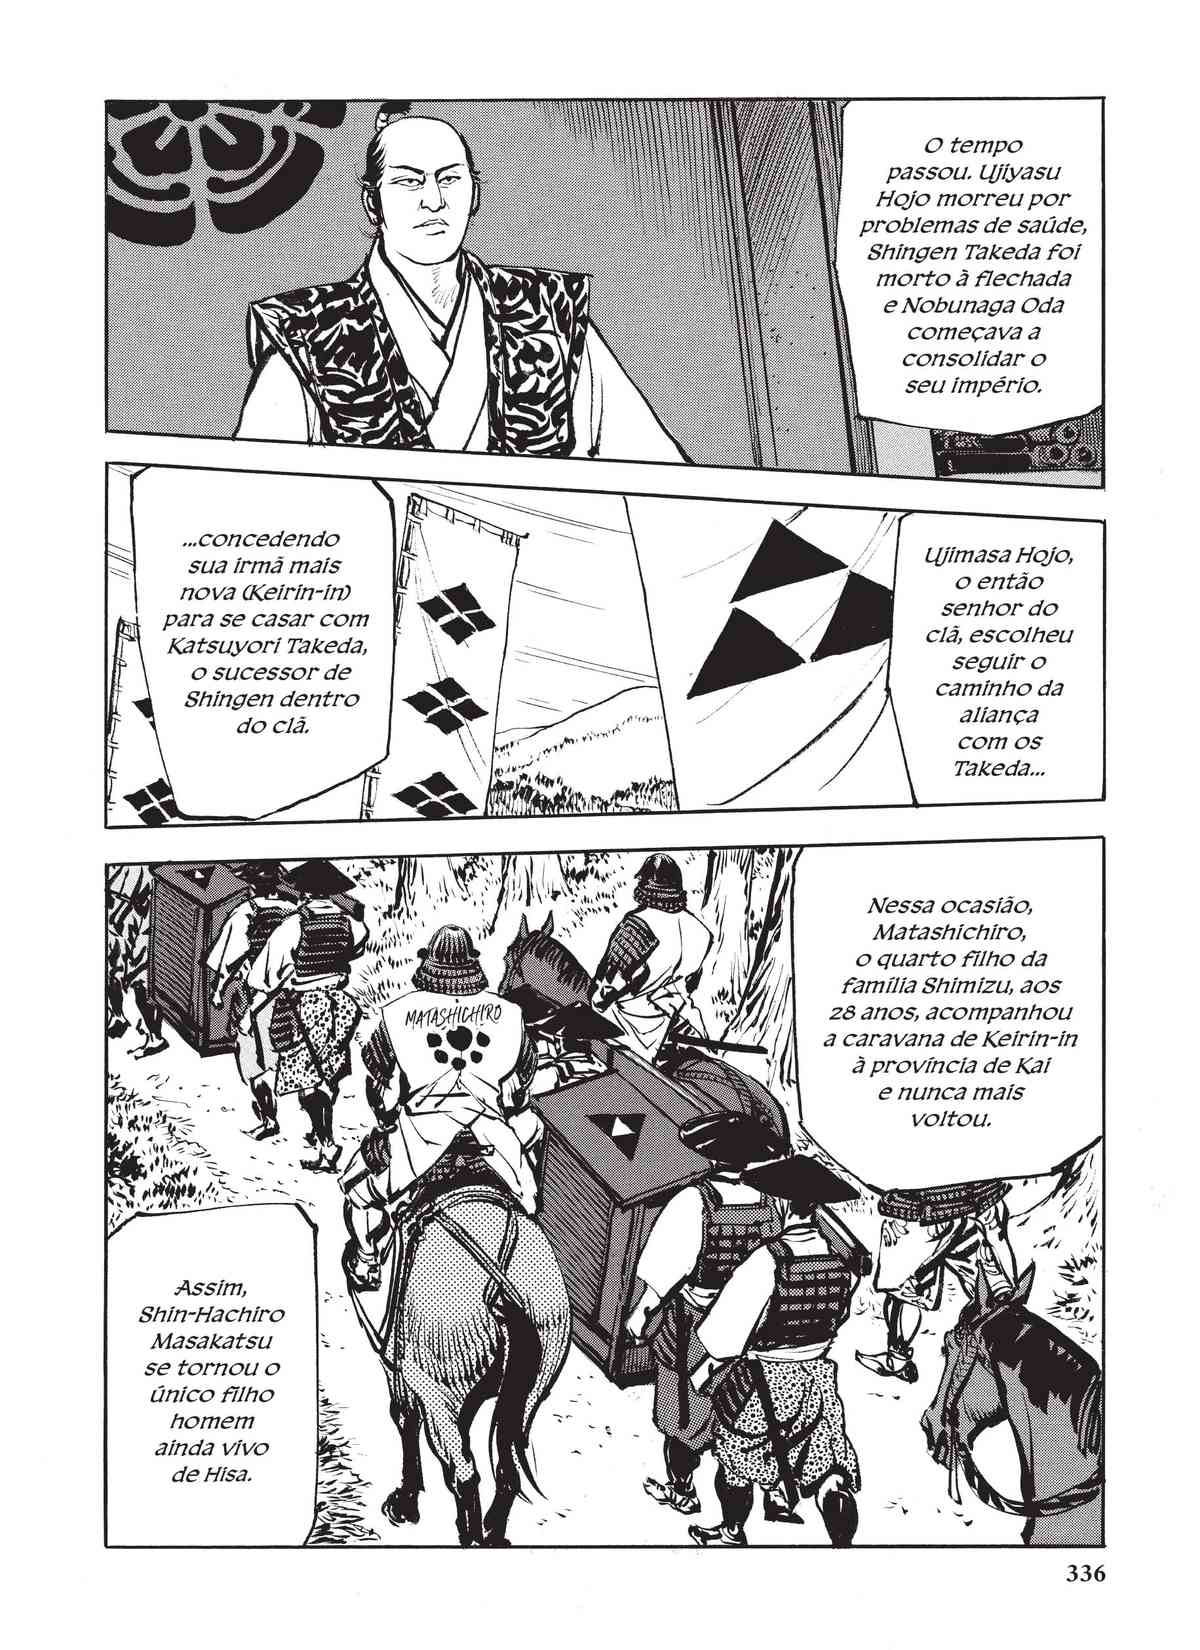 O tempo
passou. Ujiyasu
Hojo morreu por
problemas de saúde,
Shingen Takeda foi
morto à flechada
e Nobunaga Oda
começava a
consolidar o
seu império.
Ujimasa Hojo,
o então
senhor do
clã, escolheu
seguir o
caminho da
aliança
com os
Takeda...
...concedendo
sua irmã mais
nova (Keirin-in)
para se casar com
Katsuyori Takeda,
o sucessor de
Shingen dentro
do clã.
Nessa ocasião,
Matashichiro,
o quarto filho da
família Shimizu, aos
28 anos, acompanhou
a caravana de Keirin-in
à província de Kai
e nunca mais
voltou.
MATASHICHIRO
Assim,
Shin-Hachiro
Masakatsu
se tornou o
único filho
homem
ainda vivo
de Hisa.
336